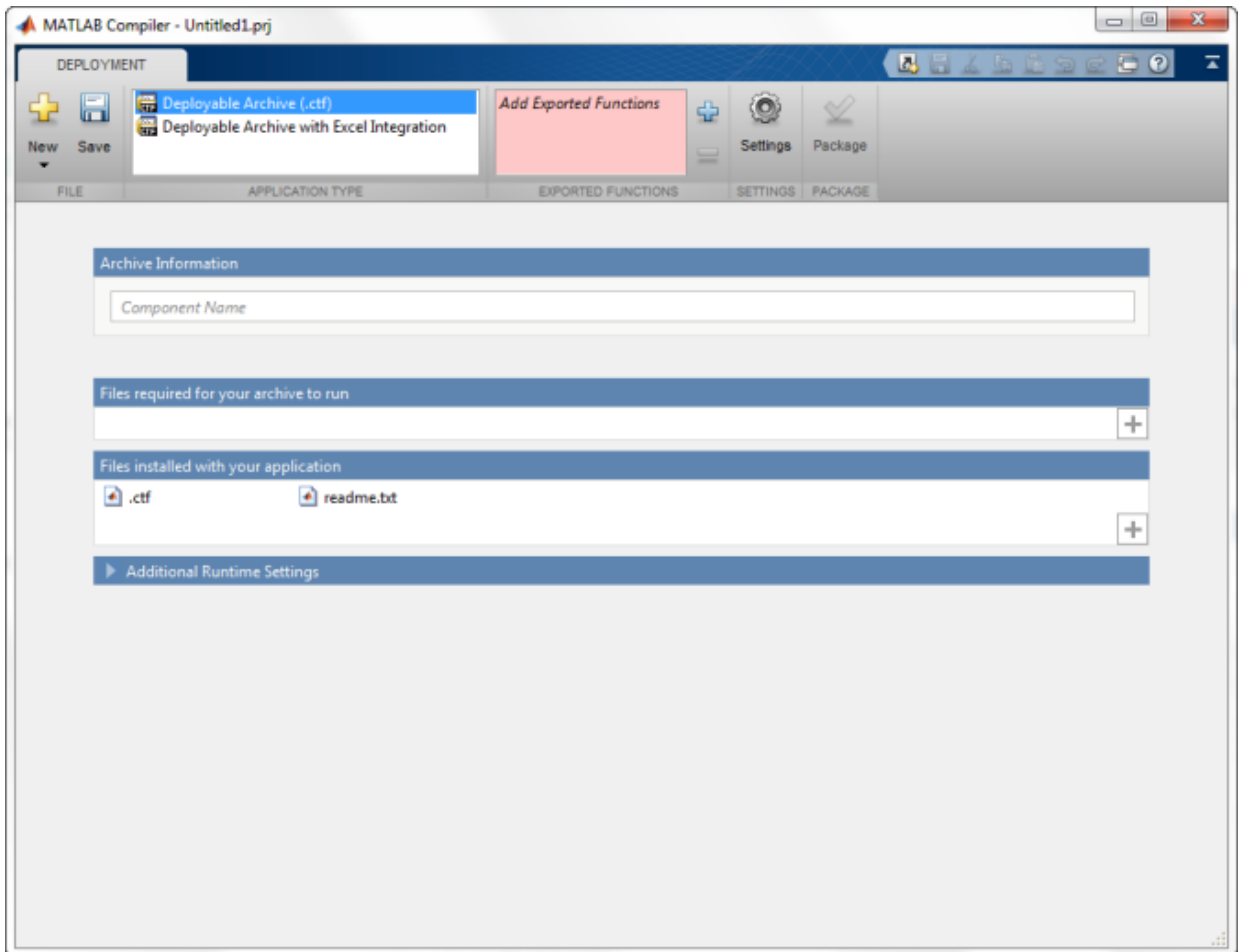 MATLAB Compiler - Untitled1.prj
DEPLOYMENT
New
Save
FILE
Deployable Archive (.ctf)
Deployable Archive with Excel Integration
APPLICATION TYPE
Add Exported Functions
EXPORTED FUNCTIONS
Settings
SETTINGS
Package
PACKAGE
Archive Information
Component Name
Files required for your archive to run
Files installed with your application
.ctf readme.txt
Additional Runtime Settings